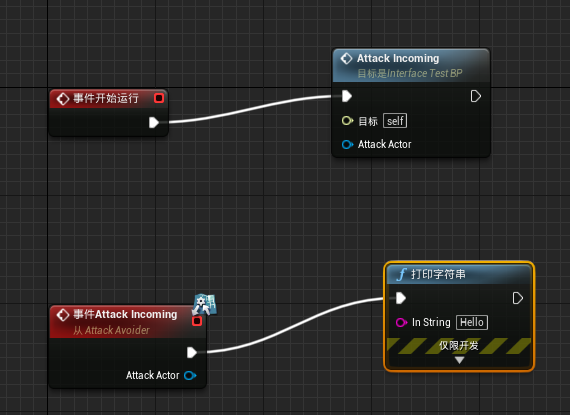 事件开始运行
Attack Incoming
目标是Interface Test BP
目标 self
Attack Actor
事件Attack Incoming
从 Attack Avoider
Attack Actor
f 打印字符串
In String Hello
仅限开发